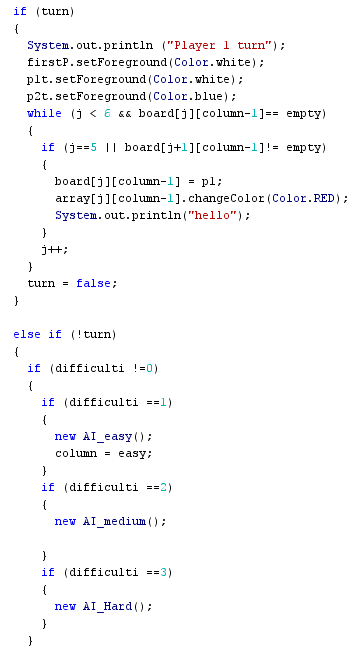 if (turn)
{
System.out.println ("Player 1 turn");
firstP.setForeground(Color.white);
p1t.setForeground(Color.white);
p2t.setForeground(Color.blue);
while (j < 6 && board[j][column-1]== empty)
{
if (j==5 || board[j+1][column-1]!= empty)
{
board[j][column-1] = p1;
array[j][column-1].changeColor(Color.RED);
System.out.println("hello");
}
j++;
}
turn = false;
}
else if (!turn)
{
if (difficulti !=0)
{
if (difficulti ==1)
{
new AI_easy();
column = easy;
}
if (difficulti ==2)
{
new AI_medium();
}
if (difficulti ==3)
{
new AI_Hard();
}
}